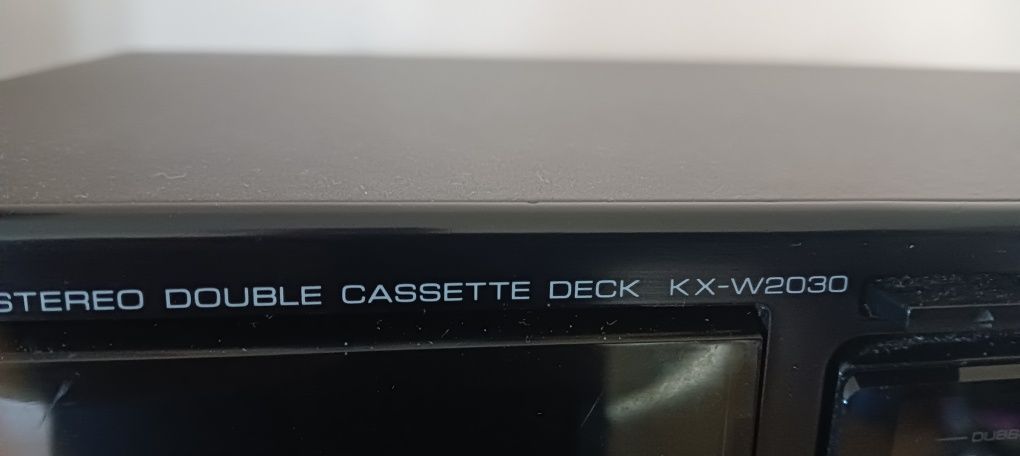 STEREO DOUBLE CASSETTE DECK KX-W2030